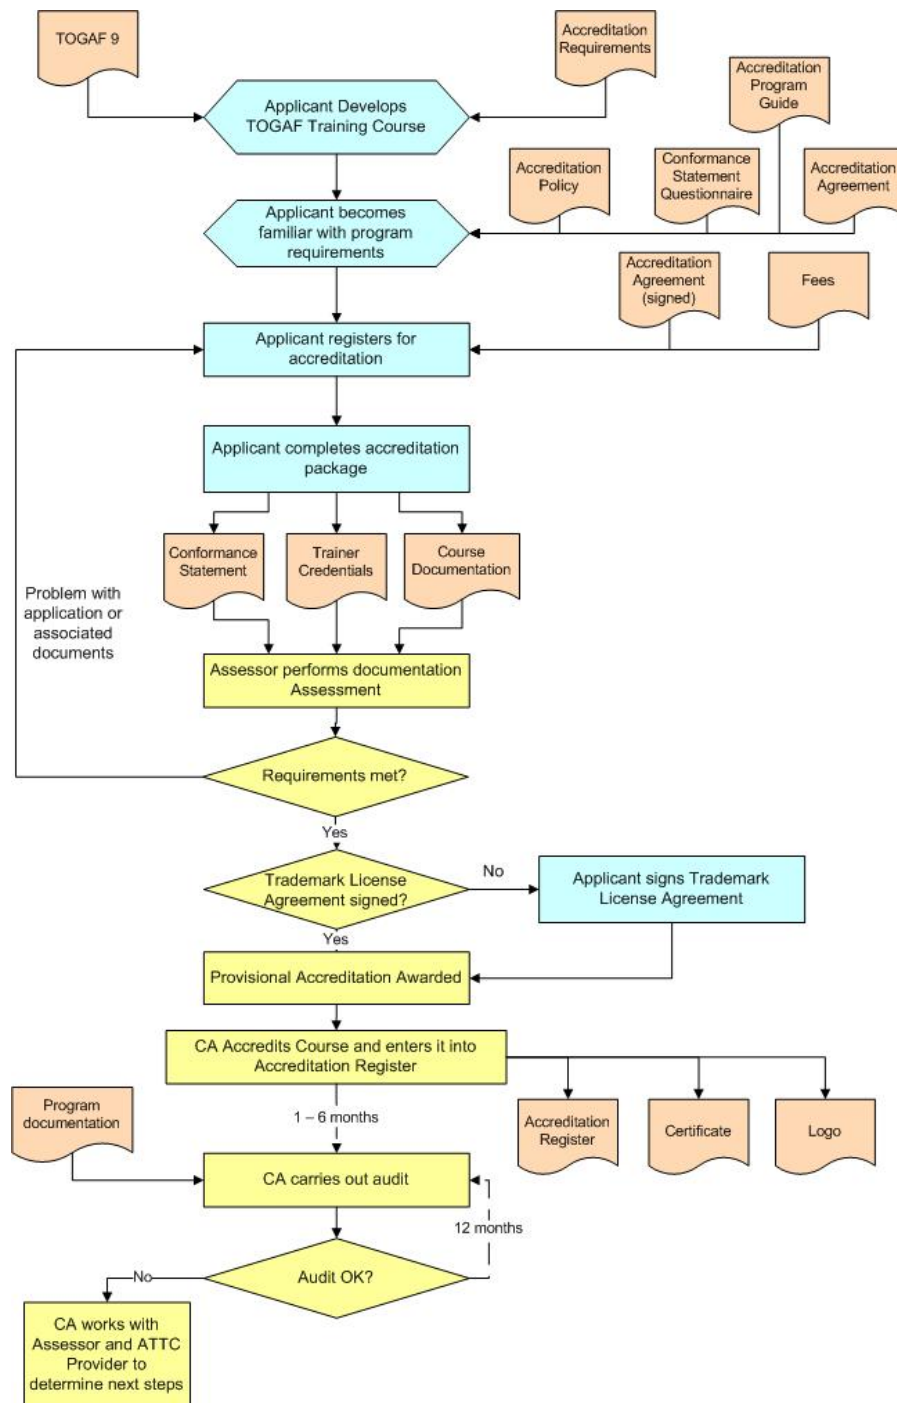 TOGAF 9
Accreditation
Requirements
Accreditation
Program
Guide
Applicant Develops
TOGAF Training Course
Accreditation
Policy
Conformance
Statement
Questionnaire
Accreditation
Agreement
Applicant becomes
familiar with program
requirements
Accreditation
Agreement
(signed)
Fees
Applicant registers for
accreditation
Applicant completes accreditation
package
Conformance
Statement
Trainer
Credentials
Course
Documentation
Problem with
application or
associated
documents
Assessor performs documentation
Assessment
Requirements met?
Yes
Trademark License
Agreement signed?
No
Applicant signs Trademark
License Agreement
Yes
Provisional Accreditation Awarded
CA Accredits Course and enters it into
Accreditation Register
1 – 6 months
Program
documentation
Accreditation
Register
Certificate
Logo
CA carries out audit
12 months
Audit OK?
No
CA works with
Assessor and ATTC
Provider to
determine next steps